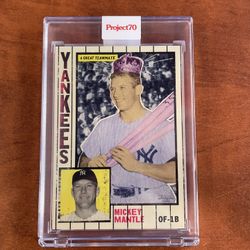 Project70
A GREAT TEAMMATE
YANKEES
MICKEY
MANTLE
OF-1B